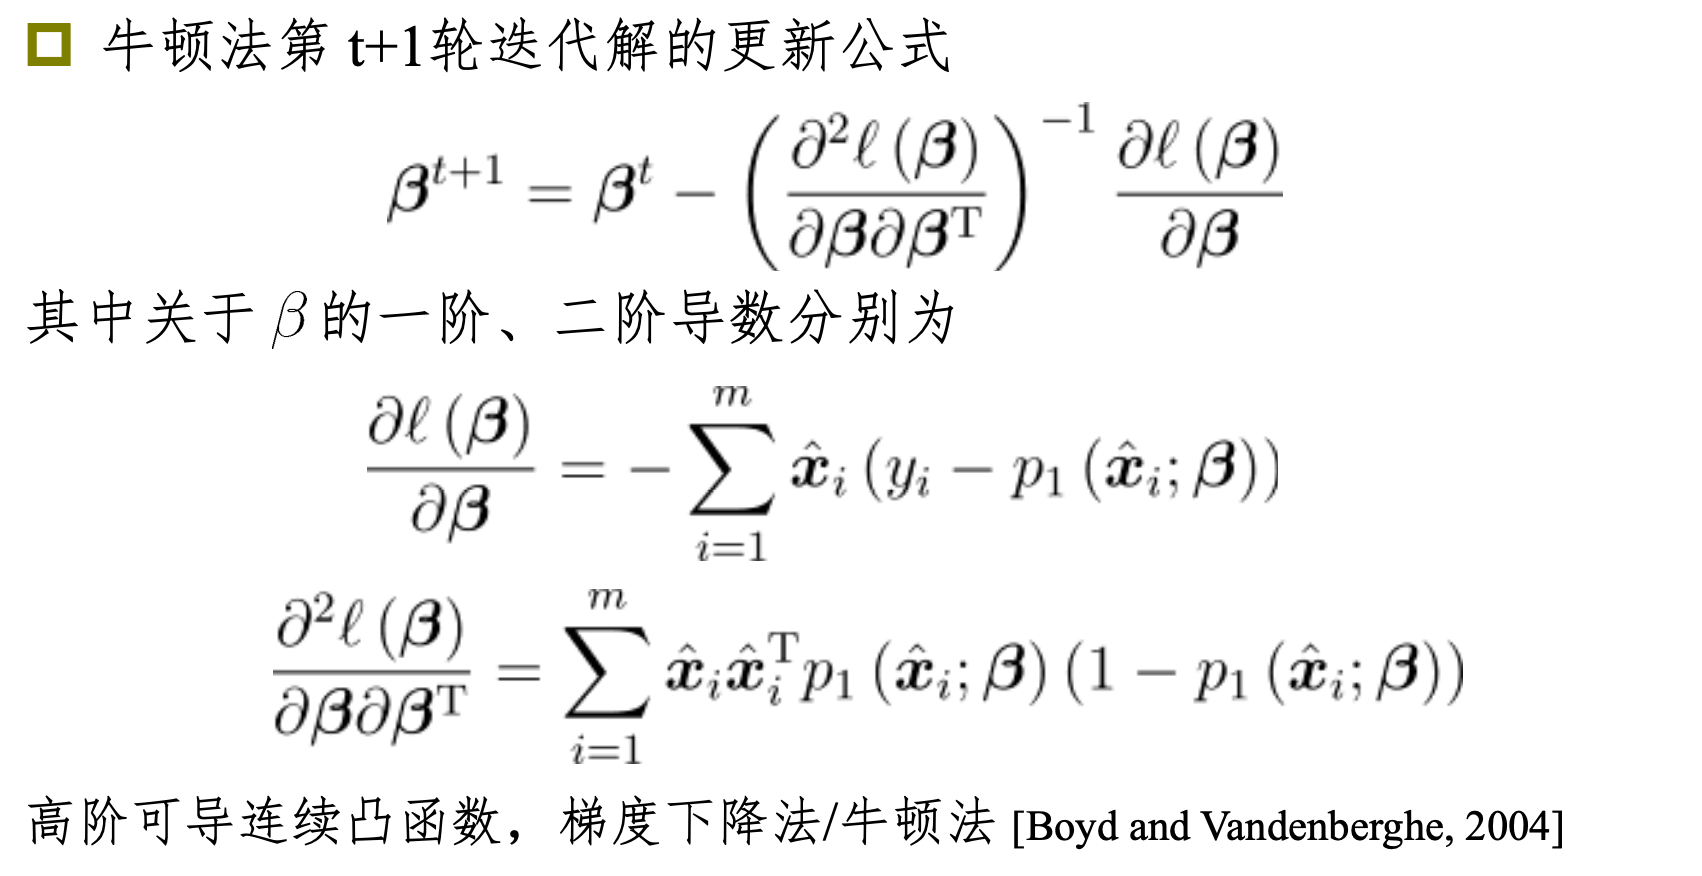 牛顿法第 t+1轮迭代解的更新公式
$\boldsymbol{\beta}^{t+1} = \boldsymbol{\beta}^{t} - \left( \frac{\partial^2 \ell(\boldsymbol{\beta})}{\partial \boldsymbol{\beta} \partial \boldsymbol{\beta}^{\mathrm{T}}} \right)^{-1} \frac{\partial \ell(\boldsymbol{\beta})}{\partial \boldsymbol{\beta}}$
其中关于 $\beta$ 的一阶、二阶导数分别为
$\frac{\partial \ell(\boldsymbol{\beta})}{\partial \boldsymbol{\beta}} = -\sum_{i=1}^{m} \hat{\boldsymbol{x}}_i (y_i - p_1(\hat{\boldsymbol{x}}_i; \boldsymbol{\beta}))$
$\frac{\partial^2 \ell(\boldsymbol{\beta})}{\partial \boldsymbol{\beta} \partial \boldsymbol{\beta}^{\mathrm{T}}} = \sum_{i=1}^{m} \hat{\boldsymbol{x}}_i \hat{\boldsymbol{x}}_i^{\mathrm{T}} p_1(\hat{\boldsymbol{x}}_i; \boldsymbol{\beta})(1 - p_1(\hat{\boldsymbol{x}}_i; \boldsymbol{\beta}))$
高阶可导连续凸函数，梯度下降法/牛顿法 [Boyd and Vandenberghe, 2004]